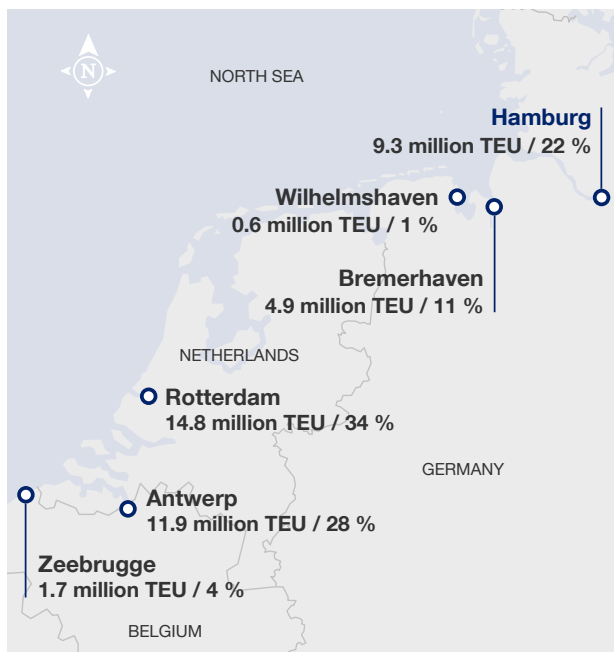 N
NORTH SEA
Hamburg
9.3 million TEU / 22 %
Wilhelmshaven
0.6 million TEU / 1 %
Bremerhaven
4.9 million TEU / 11 %
NETHERLANDS
Rotterdam
14.8 million TEU / 34 %
GERMANY
Antwerp
11.9 million TEU / 28 %
Zeebrugge
1.7 million TEU / 4 %
BELGIUM